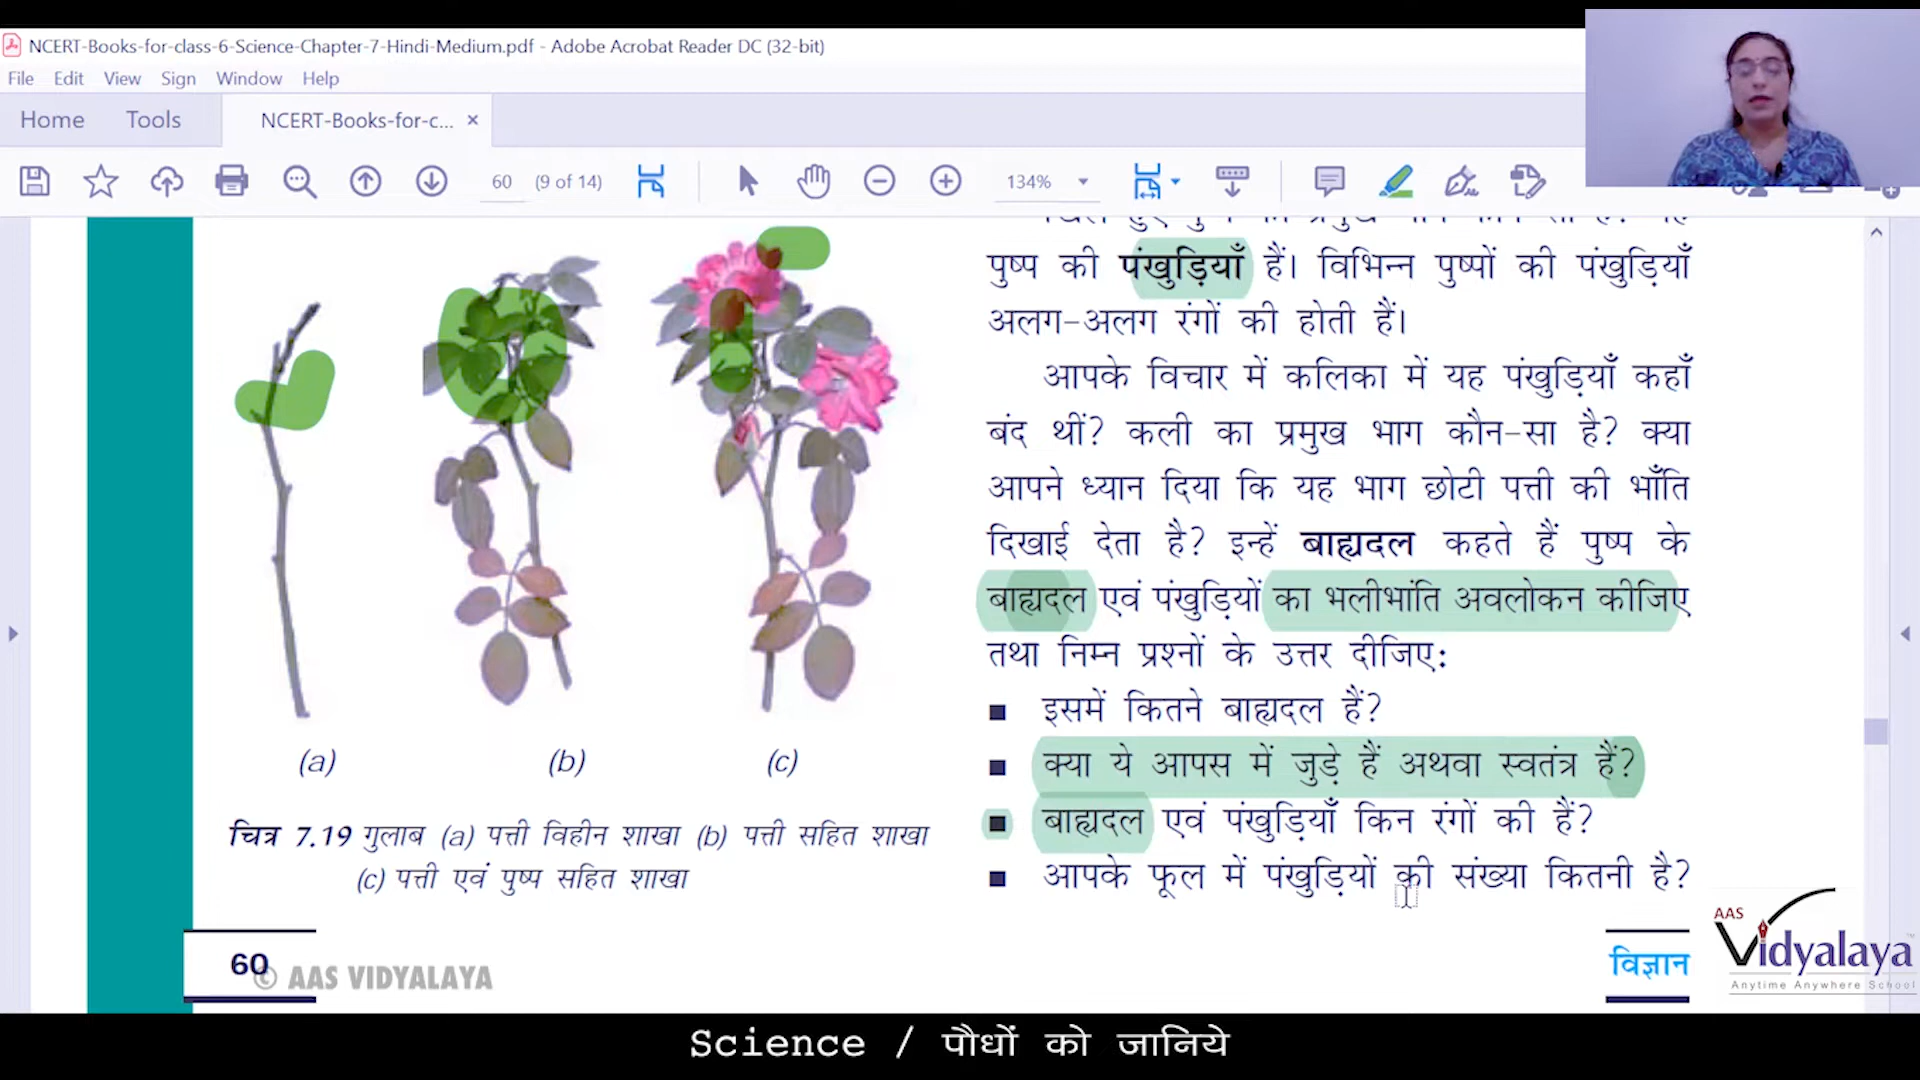 NCERT-Books-for-class-6-Science-Chapter-7-Hindi-Medium.pdf - Adobe Acrobat Reader DC (32-bit)
File Edit View Sign Window Help
Home Tools NCERT-Books-for-c... ×
60 (9 of 14) 134%
पुष्प की पंखुड़ियाँ हैं। विभिन्न पुष्पों की पंखुड़ियाँ
अलग-अलग रंगों की होती हैं।
आपके विचार में कलिका में यह पंखुड़ियाँ कहाँ
बंद थीं? कली का प्रमुख भाग कौन-सा है? क्या
आपने ध्यान दिया कि यह भाग छोटी पत्ती की भाँति
दिखाई देता है? इन्हें बाह्यदल कहते हैं पुष्प के
बाह्यदल एवं पंखुड़ियों का भलीभांति अवलोकन कीजिए
तथा निम्न प्रश्नों के उत्तर दीजिए:
■ इसमें कितने बाह्यदल हैं?
■ क्या ये आपस में जुड़े हैं अथवा स्वतंत्र हैं?
■ बाह्यदल एवं पंखुड़ियाँ किन रंगों की हैं?
■ आपके फूल में पंखुड़ियों की संख्या कितनी है?
(a) (b) (c)
चित्र 7.19 गुलाब (a) पत्ती विहीन शाखा (b) पत्ती सहित शाखा
(c) पत्ती एवं पुष्प सहित शाखा
60
© AAS VIDYALAYA
विज्ञान
AAS
Vidyalaya
Anytime Anywhere School
Science / पौधों को जानिये